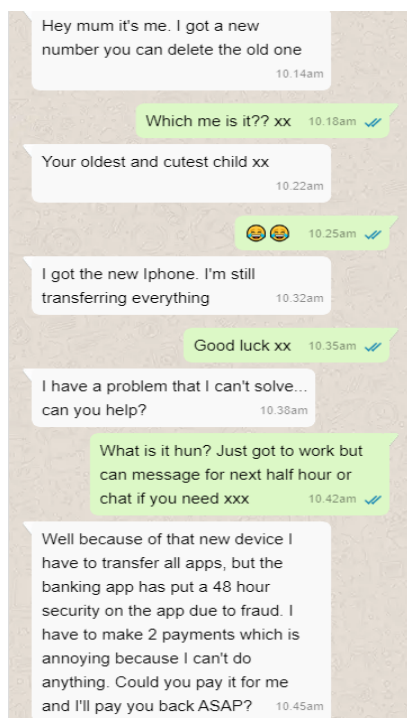 Hey mum it's me. I got a new
number you can delete the old one
10.14am
Which me is it?? xx 10.18am
Your oldest and cutest child xx
10.22am
😂😂 10.25am
I got the new Iphone. I'm still
transferring everything 10.32am
Good luck xx 10.35am
I have a problem that I can't solve...
can you help? 10.38am
What is it hun? Just got to work but
can message for next half hour or
chat if you need xxx 10.42am
Well because of that new device I
have to transfer all apps, but the
banking app has put a 48 hour
security on the app due to fraud. I
have to make 2 payments which is
annoying because I can't do
anything. Could you pay it for me
and I'll pay you back ASAP? 10.45am